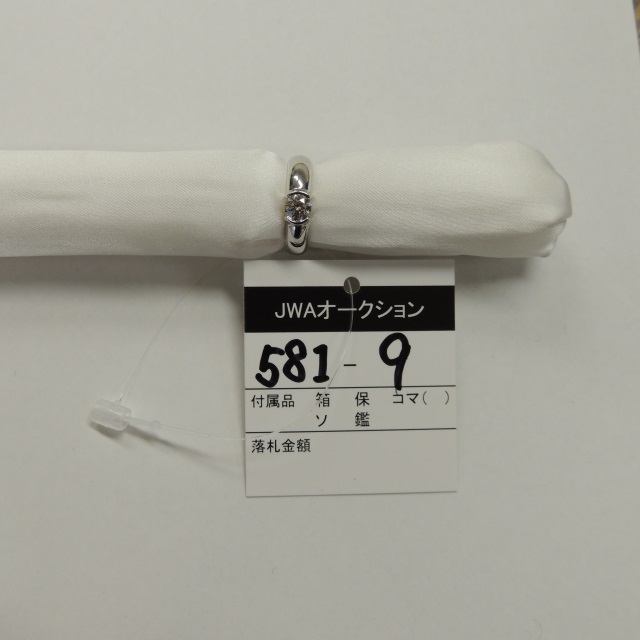 JWAオークション
581-9
付属品 箱 保 コマ( )
ソ 鑑
落札金額